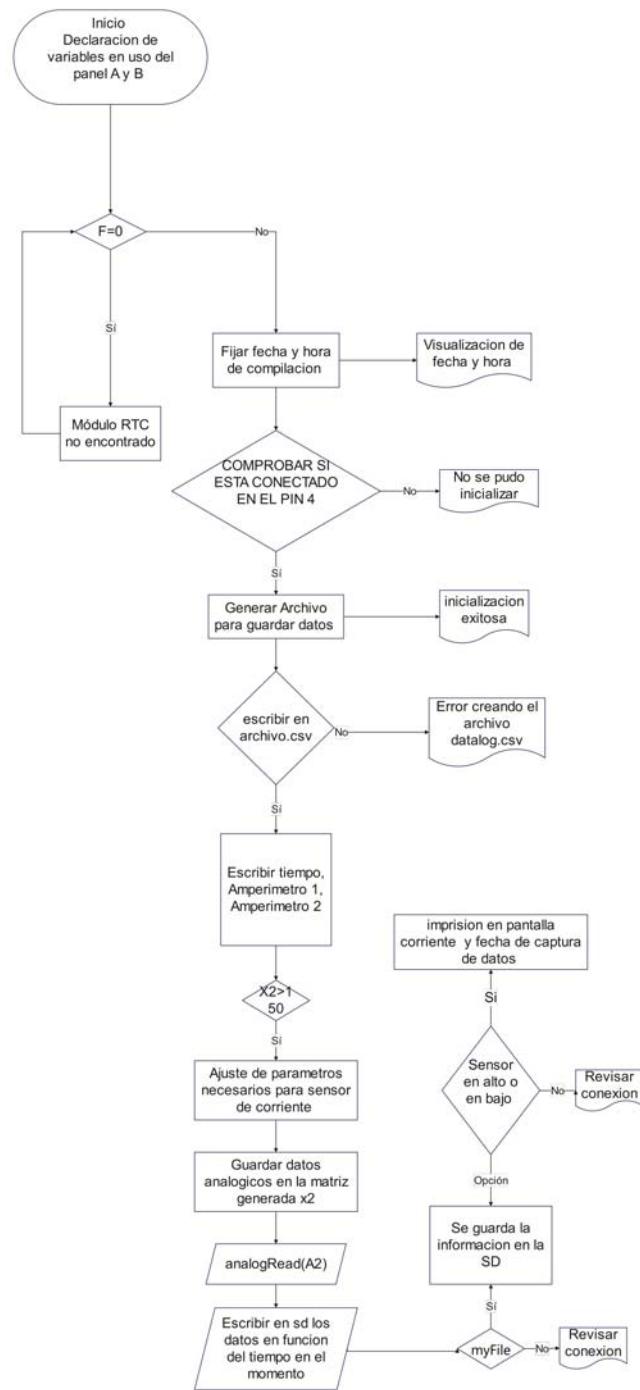 Inicio
Declaracion de
variables en uso del
panel A y B
F=0
No
Sí
Módulo RTC
no encontrado
Fijar fecha y hora
de compilacion
Visualizacion de
fecha y hora
COMPROBAR SI
ESTA CONECTADO
EN EL PIN 4
No
No se pudo
inicializar
Sí
Generar Archivo
para guardar datos
inicializacion
exitosa
escribir en
archivo.csv
No
Error creando el
archivo
datalog.csv
Sí
Escribir tiempo,
Amperimetro 1,
Amperimetro 2
X2>1
50
Sí
Ajuste de parametros
necesarios para sensor
de corriente
Guardar datos
analogicos en la matriz
generada x2
analogRead(A2)
Escribir en sd los
datos en funcion
del tiempo en el
momento
myFile
No
Revisar
conexion
Sí
Se guarda la
informacion en la
SD
Opción
Sensor
en alto o
en bajo
No
Revisar
conexion
Si
imprision en pantalla
corriente y fecha de captura
de datos